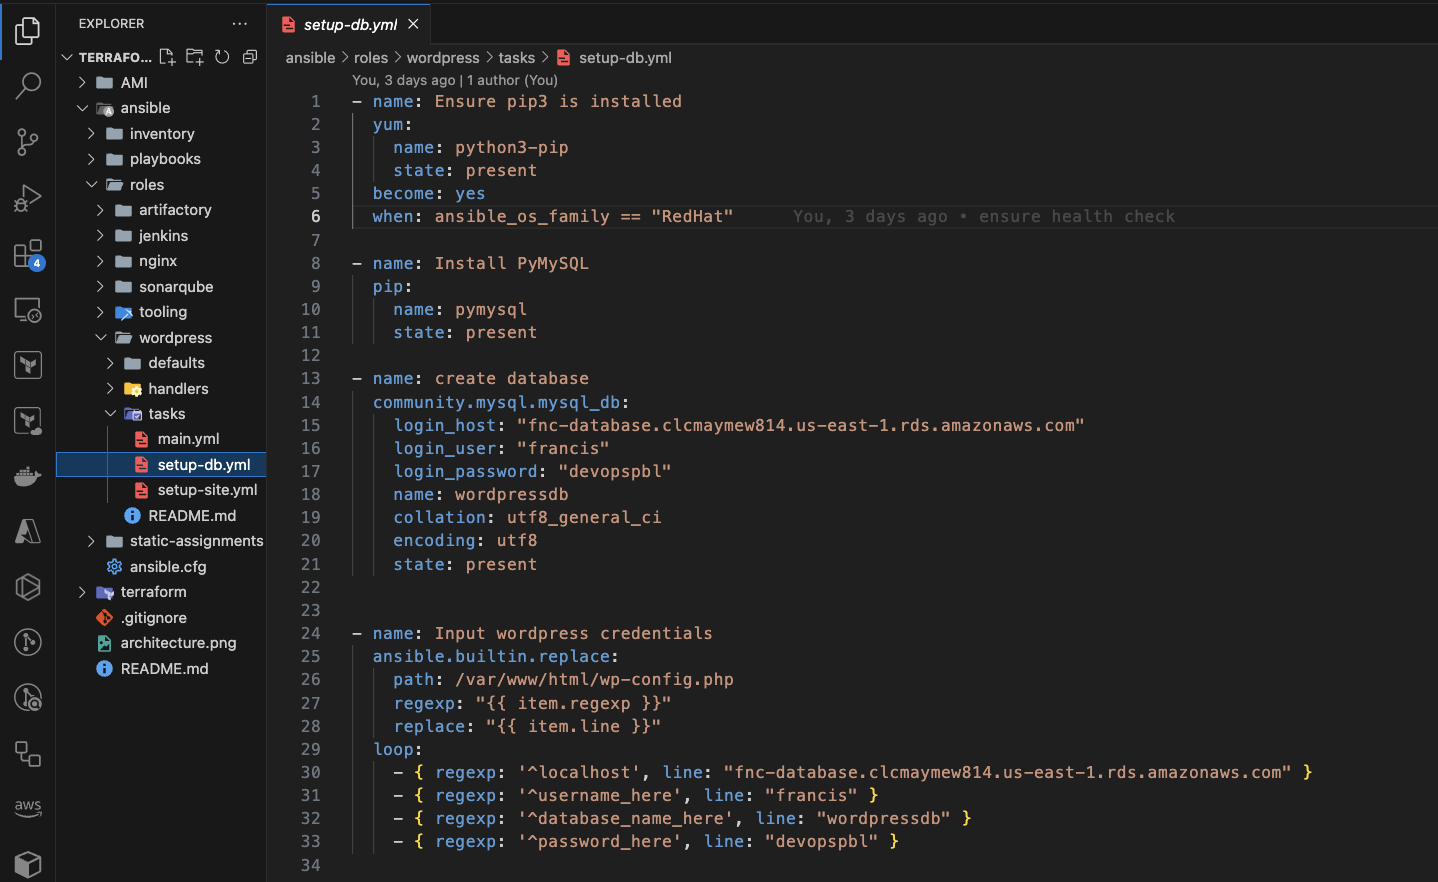 EXPLORER
TERRAFO...
AMI
ansible
inventory
playbooks
roles
artifactory
jenkins
nginx
sonarqube
tooling
wordpress
defaults
handlers
tasks
main.yml
setup-db.yml
setup-site.yml
README.md
static-assignments
ansible.cfg
terraform
.gitignore
architecture.png
README.md
4
aws
setup-db.yml
ansible > roles > wordpress > tasks > setup-db.yml
You, 3 days ago | 1 author (You)
1 - name: Ensure pip3 is installed
2 yum:
3 name: python3-pip
4 state: present
5 become: yes
6 when: ansible_os_family == "RedHat" You, 3 days ago • ensure health check
7
8 - name: Install PyMySQL
9 pip:
10 name: pymysql
11 state: present
12
13 - name: create database
14 community.mysql.mysql_db:
15 login_host: "fnc-database.clcmaymew814.us-east-1.rds.amazonaws.com"
16 login_user: "francis"
17 login_password: "devopspbl"
18 name: wordpressdb
19 collation: utf8_general_ci
20 encoding: utf8
21 state: present
22
23
24 - name: Input wordpress credentials
25 ansible.builtin.replace:
26 path: /var/www/html/wp-config.php
27 regexp: "{{ item.regexp }}"
28 replace: "{{ item.line }}"
29 loop:
30 - { regexp: '^localhost', line: "fnc-database.clcmaymew814.us-east-1.rds.amazonaws.com" }
31 - { regexp: '^username_here', line: "francis" }
32 - { regexp: '^database_name_here', line: "wordpressdb" }
33 - { regexp: '^password_here', line: "devopspbl" }
34